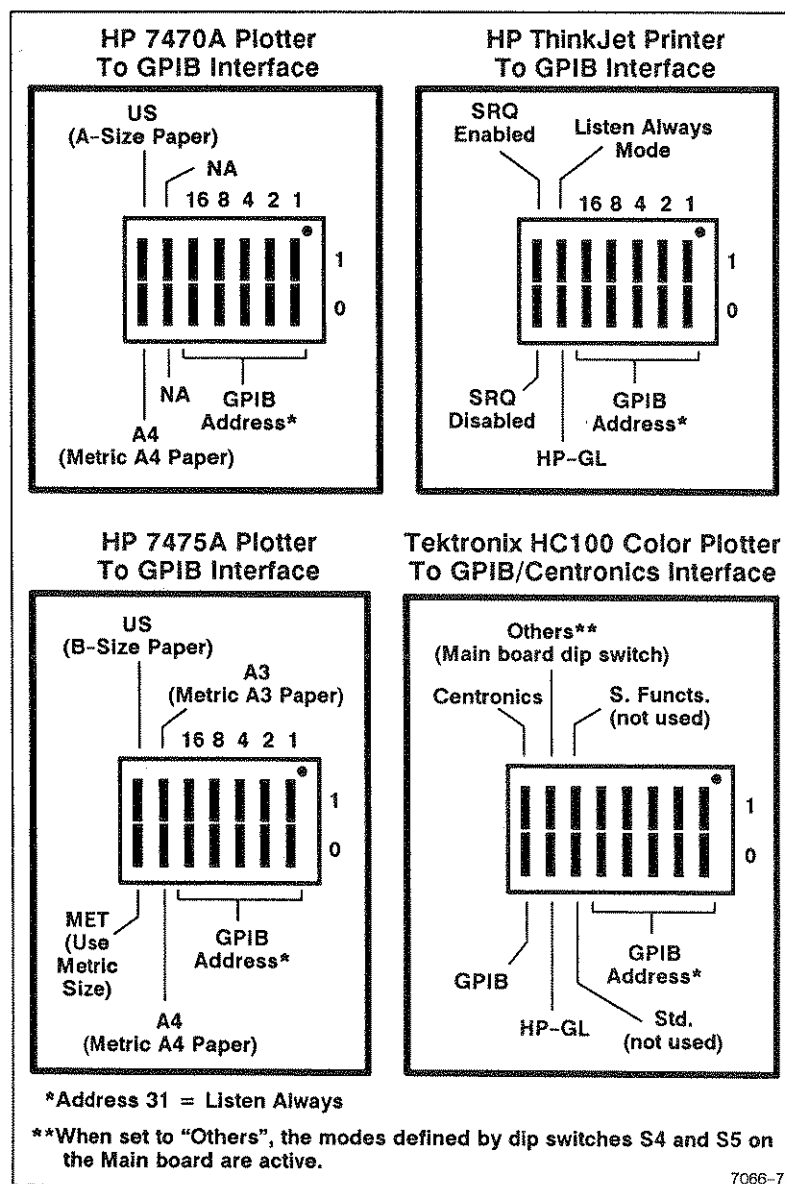 HP 7470A Plotter
To GPIB Interface
US
(A-Size Paper)
NA
16 8 4 2 1
1
0
NA
GPIB
Address*
A4
(Metric A4 Paper)
HP ThinkJet Printer
To GPIB Interface
SRQ
Enabled
Listen Always
Mode
16 8 4 2 1
1
0
SRQ
Disabled
GPIB
Address*
HP-GL
HP 7475A Plotter
To GPIB Interface
US
(B-Size Paper)
A3
(Metric A3 Paper)
16 8 4 2 1
1
0
MET
(Use
Metric
Size)
GPIB
Address*
A4
(Metric A4 Paper)
Tektronix HC100 Color Plotter
To GPIB/Centronics Interface
Others**
(Main board dip switch)
Centronics
S. Functs.
(not used)
1
0
GPIB
GPIB
Address*
HP-GL
Std.
(not used)
*Address 31 = Listen Always
**When set to "Others", the modes defined by dip switches S4 and S5 on
the Main board are active.
7066-7